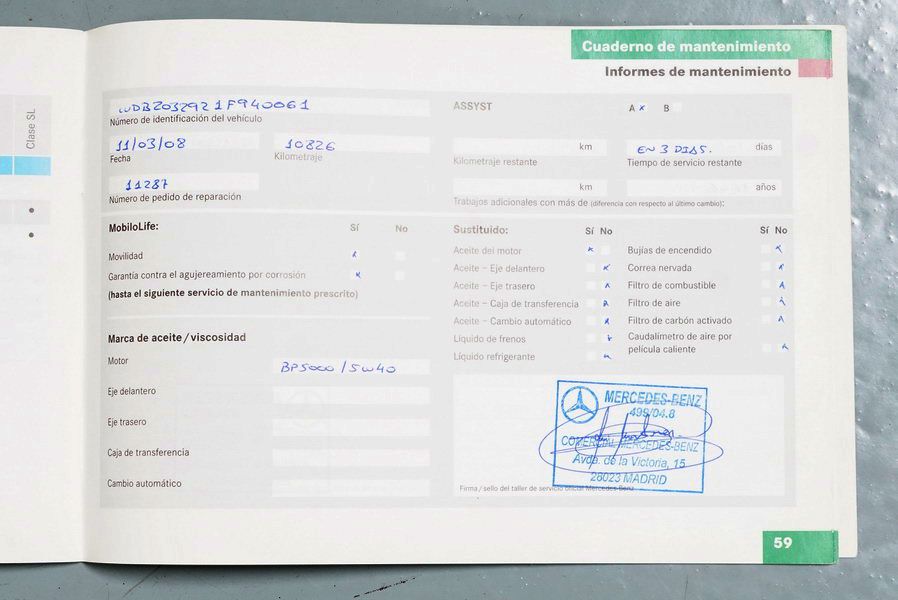 Cuaderno de mantenimiento
Informes de mantenimiento
Clase SL
WDBZ032921F940061
Número de identificación del vehículo
11/03/08 10826
Fecha Kilometraje
11287
Número de pedido de reparación
ASSYST A x B
km EN 3 DIAS. días
Kilometraje restante Tiempo de servicio restante
km años
Trabajos adicionales con más de (diferencia con respecto al último cambio):
MobiloLife: Sí No
Movilidad
Garantía contra el agujereamiento por corrosión
(hasta el siguiente servicio de mantenimiento prescrito)
Sustituido: Sí No Sí No
Aceite del motor Bujías de encendido
Aceite – Eje delantero Correa nervada
Aceite – Eje trasero Filtro de combustible
Aceite – Caja de transferencia Filtro de aire
Aceite – Cambio automático Filtro de carbón activado
Líquido de frenos Caudalímetro de aire por
Líquido refrigerante película caliente
Marca de aceite/viscosidad
Motor BP5000/5W40
Eje delantero
Eje trasero
Caja de transferencia
Cambio automático
MERCEDES-BENZ
499/04.8
COMERCIAL MERCEDES-BENZ
Avda. de la Victoria, 15
28023 MADRID
Firma/sello del taller de servicio oficial Mercedes-Benz
59